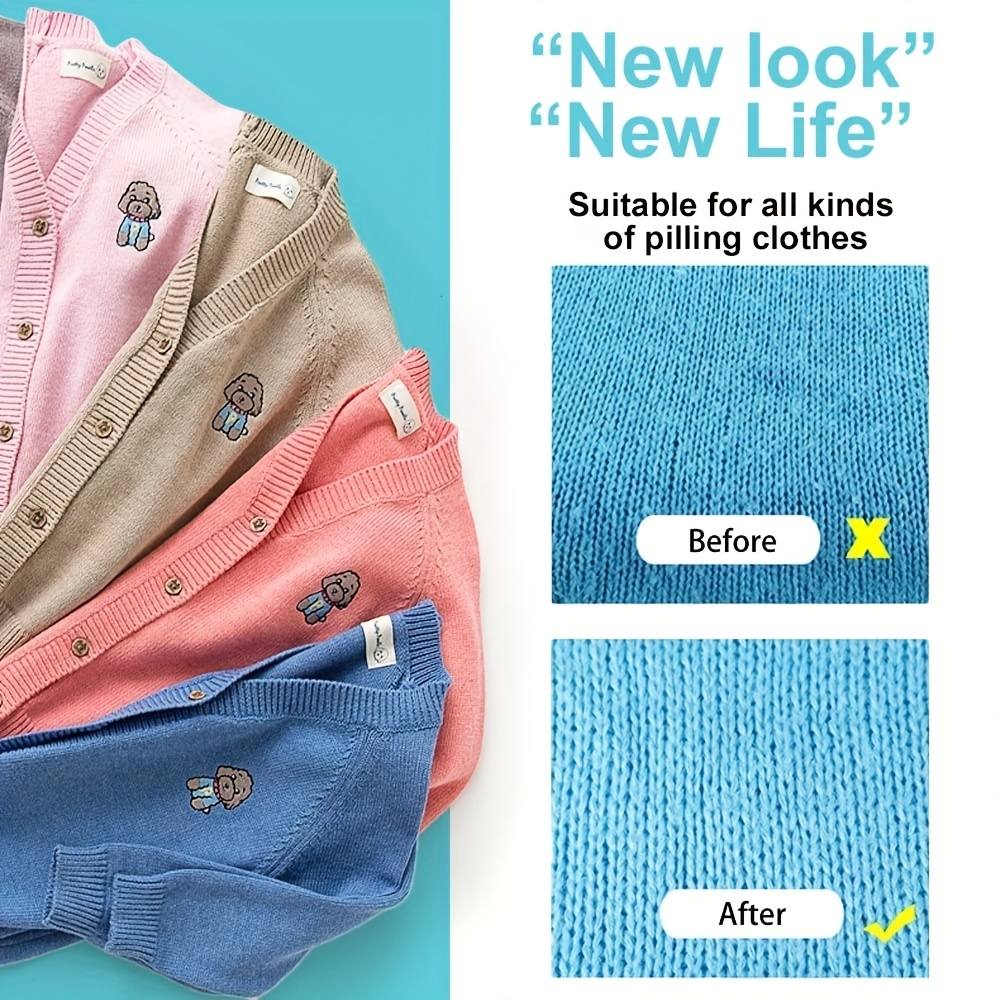 “New look”
“New Life”
Suitable for all kinds
of pilling clothes
Before
After